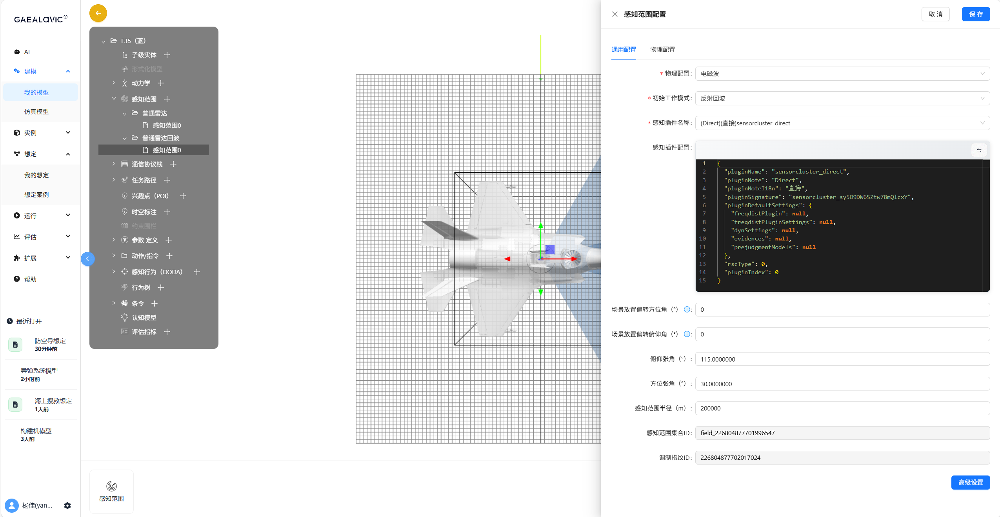 GAEALaViC®
AI
建模
我的模型
仿真模型
实例
想定
我的想定
想定案例
运行
评估
扩展
帮助
最近打开
防空导想定
30分钟前
导弹系统模型
2小时前
海上搜救想定
1天前
构建机模型
3天前
杨佳(yan...
F35（蓝）
子级实体
形式化模型
动力学
感知范围
普通雷达
感知范围0
普通雷达回波
感知范围0
通信协议栈
任务路径
兴趣点（POI）
时空标注
约束围栏
参数 定义
动作/指令
感知行为（OODA）
行为树
条令
认知模型
评估指标
感知范围
感知范围配置
取 消
保 存
通用配置
物理配置
* 物理配置： 电磁波
* 初始工作模式： 反射回波
* 感知插件名称： (Direct)(直接)sensorcluster_direct
感知插件配置：
1 {
2 "pluginName": "sensorcluster_direct",
3 "pluginNote": "Direct",
4 "pluginNoteI18n": "直接",
5 "pluginSignature": "sensorcluster_sy5O9DW6SZtw78mQlcxY",
6 "pluginDefaultSettings": {
7 "freqdistPlugin": null,
8 "freqdistPluginSettings": null,
9 "dynSettings": null,
10 "evidences": null,
11 "prejudgmentModels": null
12 },
13 "rscType": 0,
14 "pluginIndex": 0
15 }
场景放置偏转方位角（°）： 0
场景放置偏转俯仰角（°）： 0
俯仰张角（°）： 115.0000000
方位张角（°）： 30.0000000
感知范围半径（m）： 200000
感知范围集合ID： field_226804877701996547
调制指纹ID： 226804877702017024
高级设置